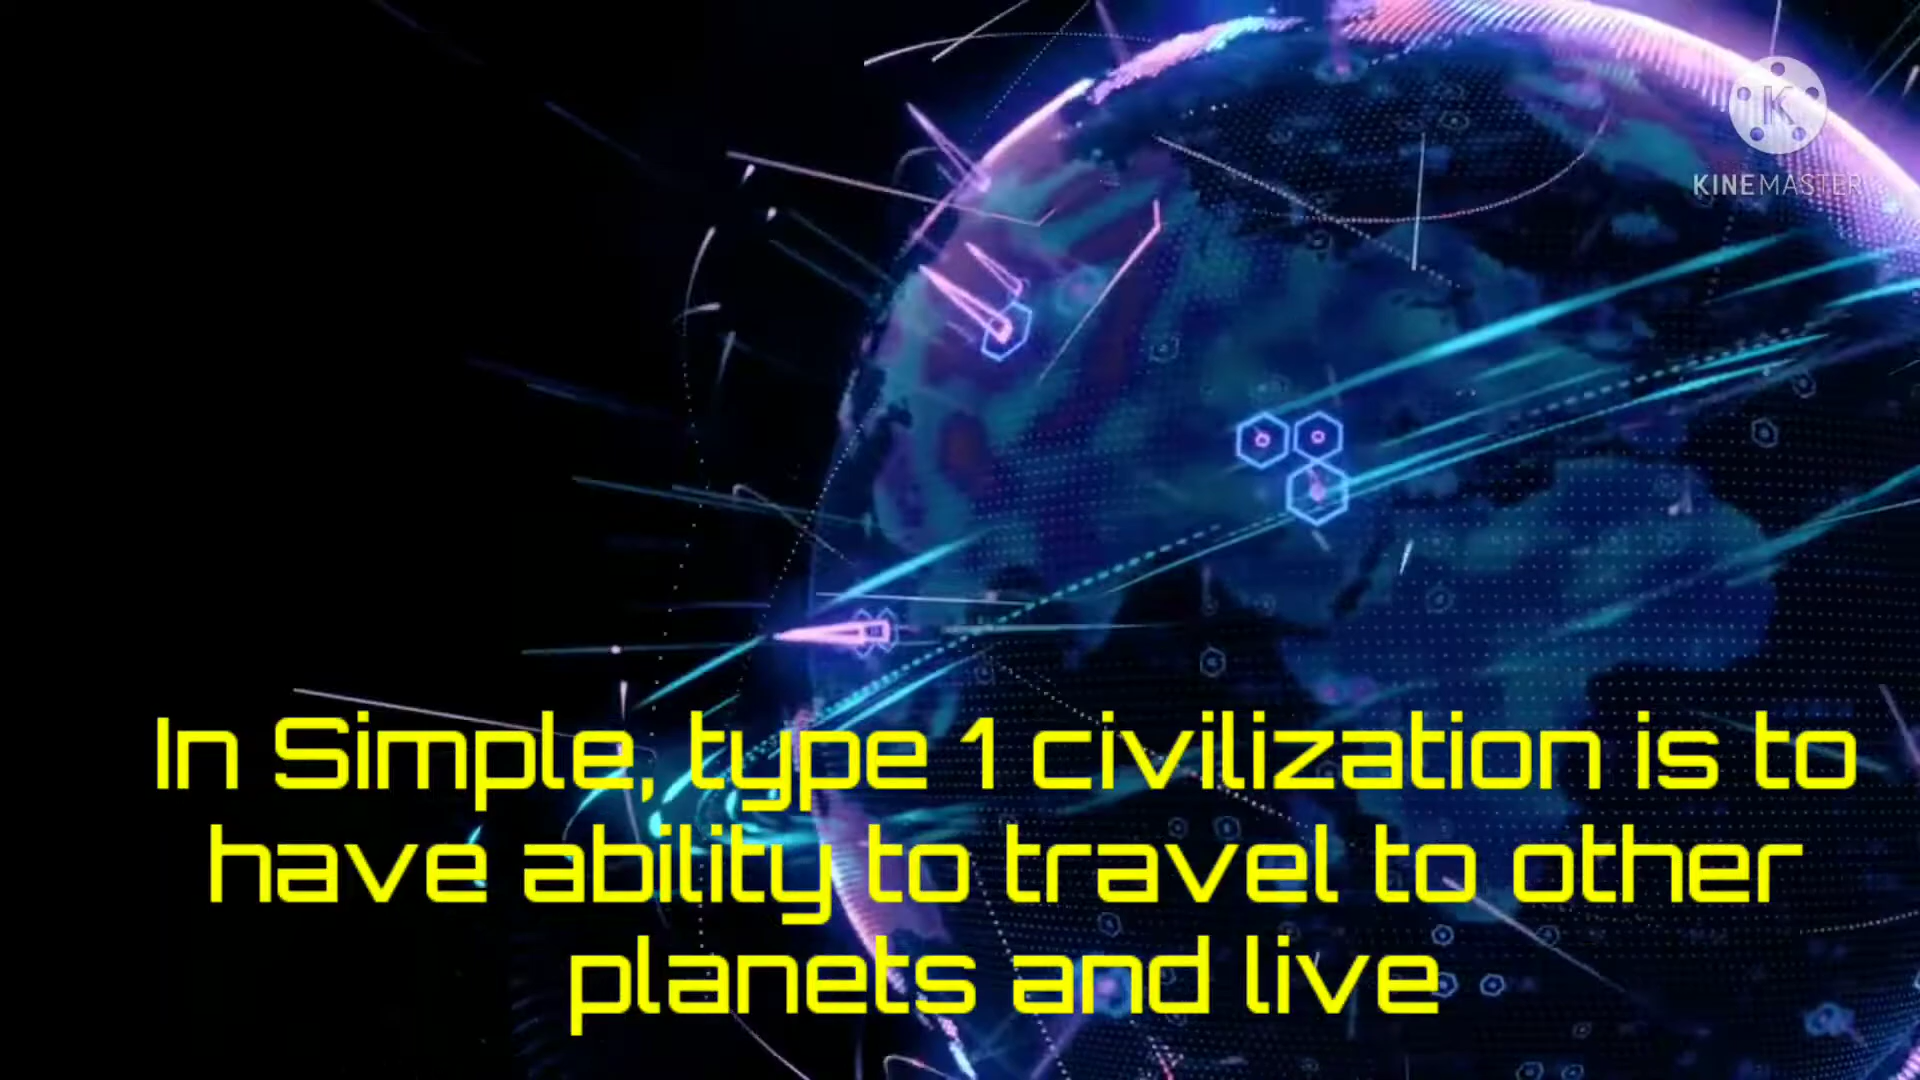 K
KINEMASTER
In Simple, type 1 civilization is to
have ability to travel to other
planets and live